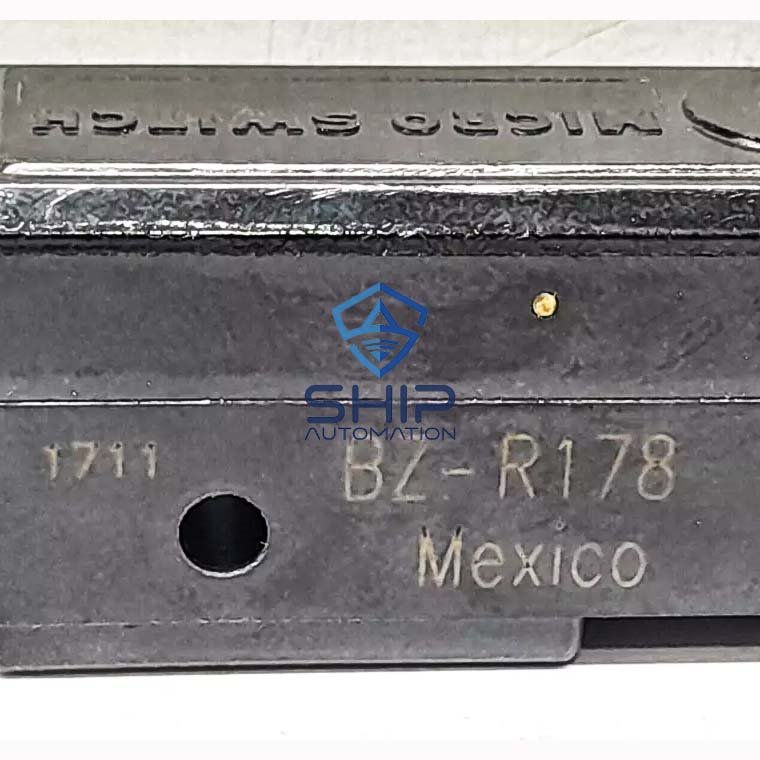 MICRO SWITCH
SHIP
AUTOMATION
1711 BZ-R178
Mexico